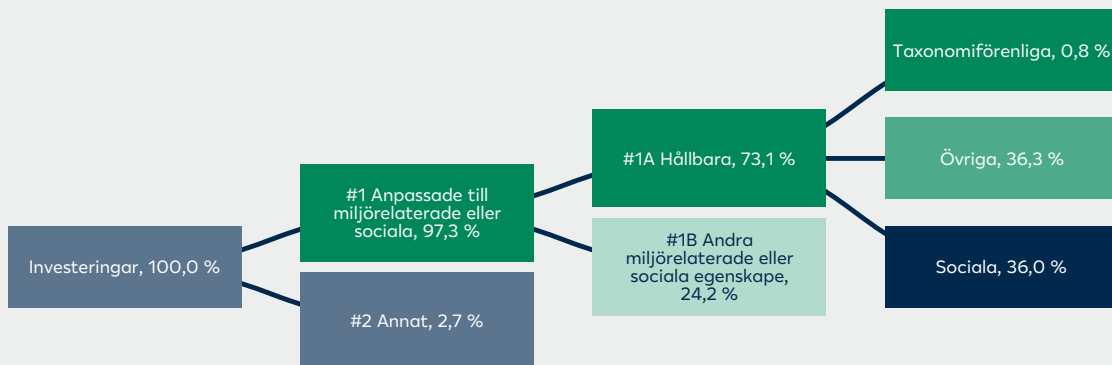 Investeringar, 100,0 %
#1 Anpassade till
miljörelaterade eller
sociala, 97,3 %
#2 Annat, 2,7 %
#1A Hållbara, 73,1 %
#1B Andra
miljörelaterade eller
sociala egenskape,
24,2 %
Taxonomiförenliga, 0,8 %
Övriga, 36,3 %
Sociala, 36,0 %